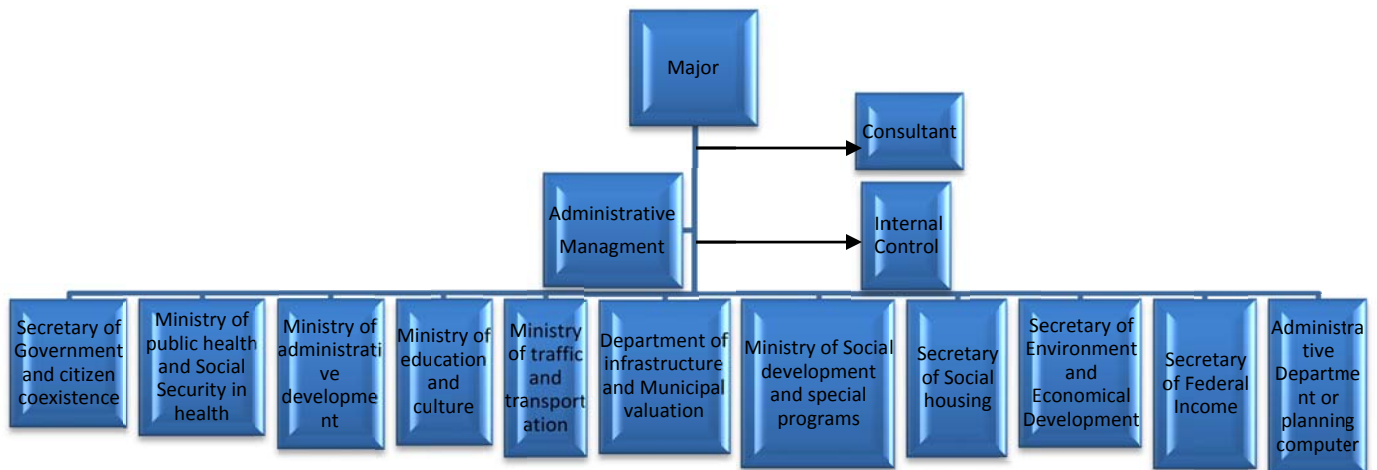 Major
Consultant
Administrative
Managment
Internal
Control
Secretary of
Government
and citizen
coexistence
Ministry of
public health
and Social
Security in
health
Ministry of
administrati
ve
developme
nt
Ministry of
education
and
culture
Ministry
of traffic
and
transport
ation
Department of
infrastructure
and Municipal
valuation
Ministry of Social
development
and special
programs
Secretary
of Social
housing
Secretary of
Environment
and
Economical
Development
Secretary
of Federal
Income
Administra
tive
Departme
nt or
planning
computer